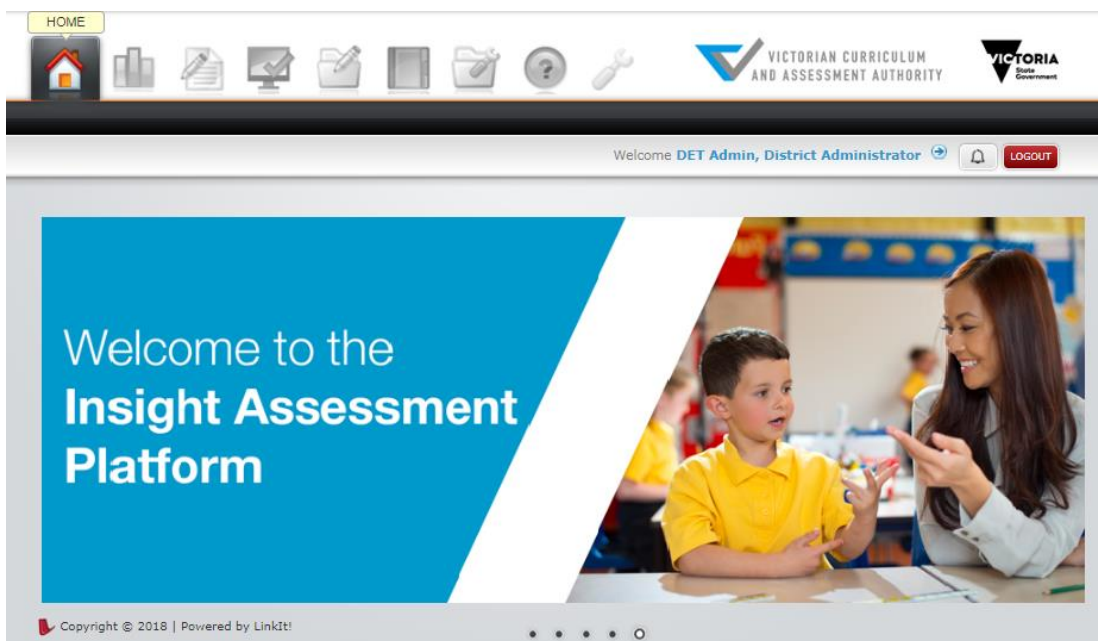 HOME
VICTORIAN CURRICULUM
AND ASSESSMENT AUTHORITY
VICTORIA
State
Government
Welcome DET Admin, District Administrator
LOGOUT
Welcome to the
Insight Assessment
Platform
Copyright © 2018 | Powered by LinkIt!